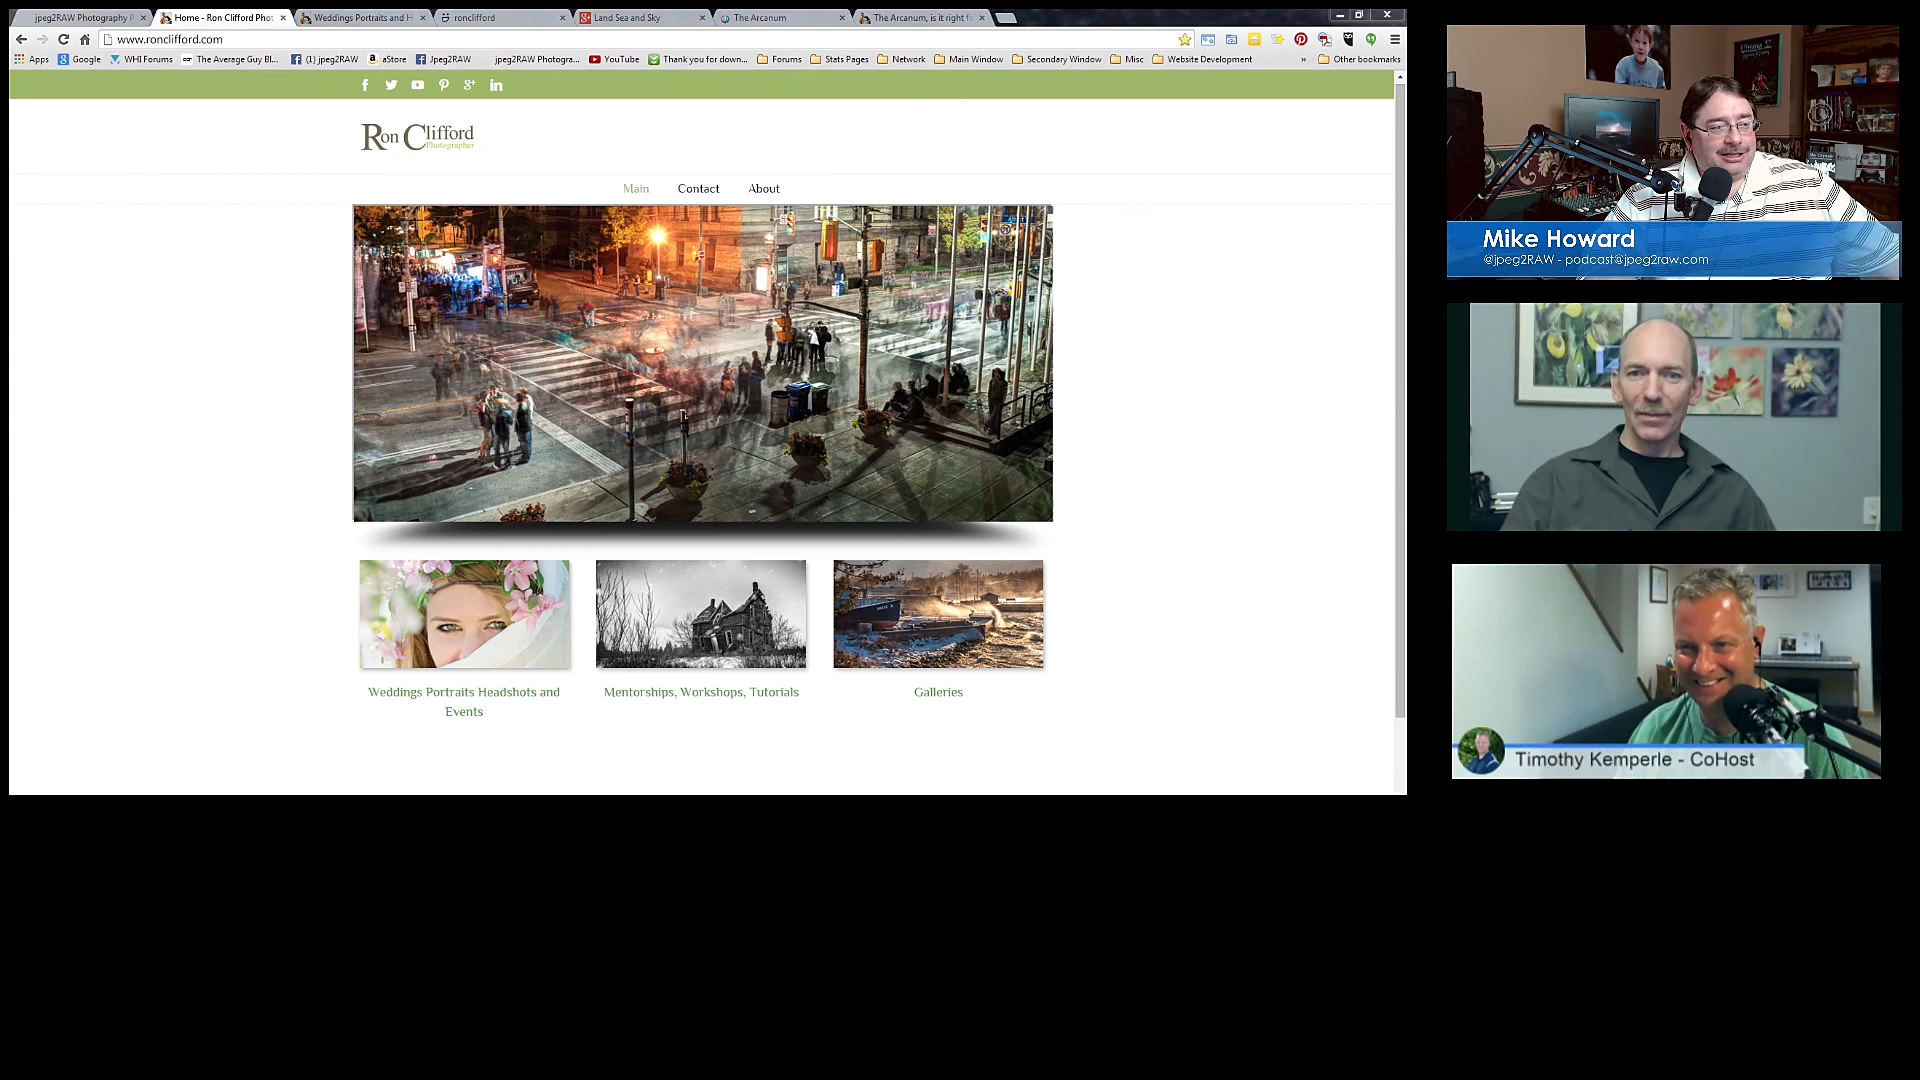 jpeg2RAW Photography P
Home - Ron Clifford Phot
Weddings Portraits and H
ronclifford
Land Sea and Sky
The Arcanum
The Arcanum, is it right fo
www.ronclifford.com
Apps
Google
WHI Forums
The Average Guy Bl...
(1) jpeg2RAW
aStore
Jpeg2RAW
jpeg2RAW Photogra...
YouTube
Thank you for down...
Forums
Stats Pages
Network
Main Window
Secondary Window
Misc
Website Development
»
Other bookmarks
Ron Clifford
Photographer
Main
Contact
About
Weddings Portraits Headshots and
Events
Mentorships, Workshops, Tutorials
Galleries
Mike Howard
@jpeg2RAW - podcast@jpeg2raw.com
Timothy Kemperle - CoHost